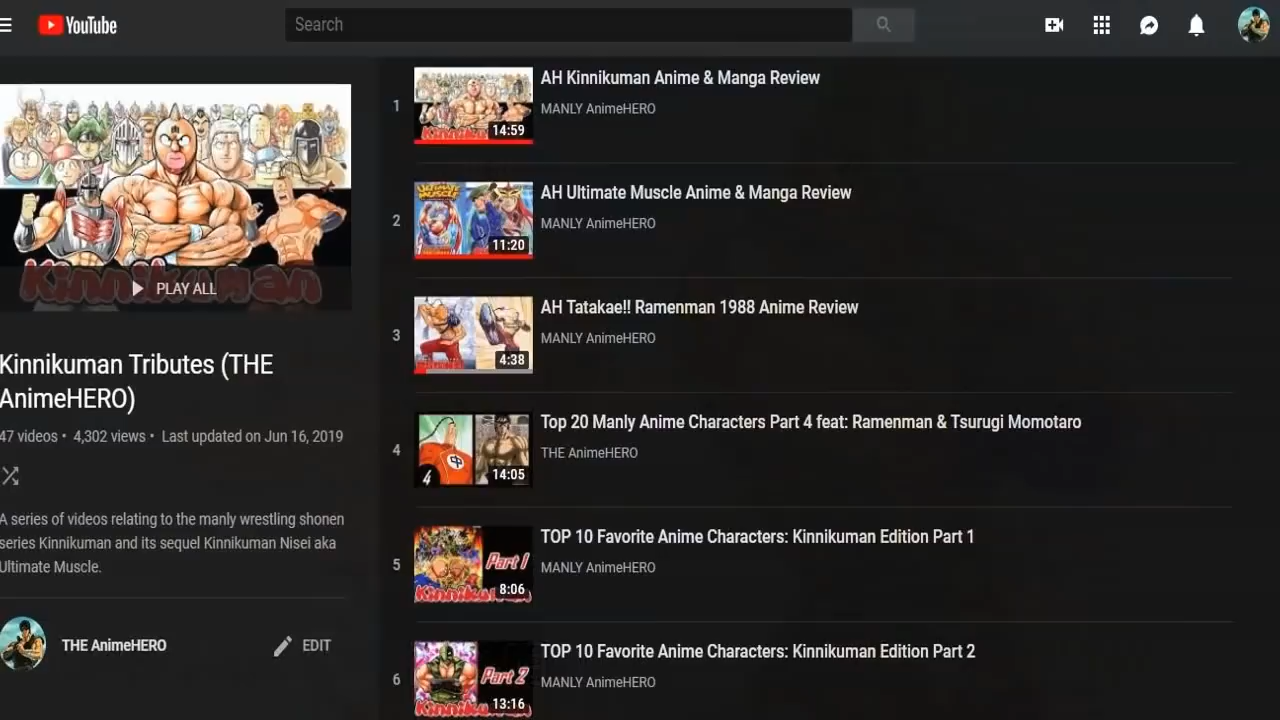 YouTube
Search
Kinnikuman
PLAY ALL
Kinnikuman Tributes (THE
AnimeHERO)
47 videos • 4,302 views • Last updated on Jun 16, 2019
A series of videos relating to the manly wrestling shonen
series Kinnikuman and its sequel Kinnikuman Nisei aka
Ultimate Muscle.
THE AnimeHERO
EDIT
1
Kinnikuman
14:59
AH Kinnikuman Anime & Manga Review
MANLY AnimeHERO
2
ULTIMATE
MUSCLE
11:20
AH Ultimate Muscle Anime & Manga Review
MANLY AnimeHERO
3
4:38
AH Tatakae!! Ramenman 1988 Anime Review
MANLY AnimeHERO
4
4
14:05
Top 20 Manly Anime Characters Part 4 feat: Ramenman & Tsurugi Momotaro
THE AnimeHERO
5
Part 1
Kinnikuman
8:06
TOP 10 Favorite Anime Characters: Kinnikuman Edition Part 1
MANLY AnimeHERO
6
Part 2
Kinnikuman
13:16
TOP 10 Favorite Anime Characters: Kinnikuman Edition Part 2
MANLY AnimeHERO